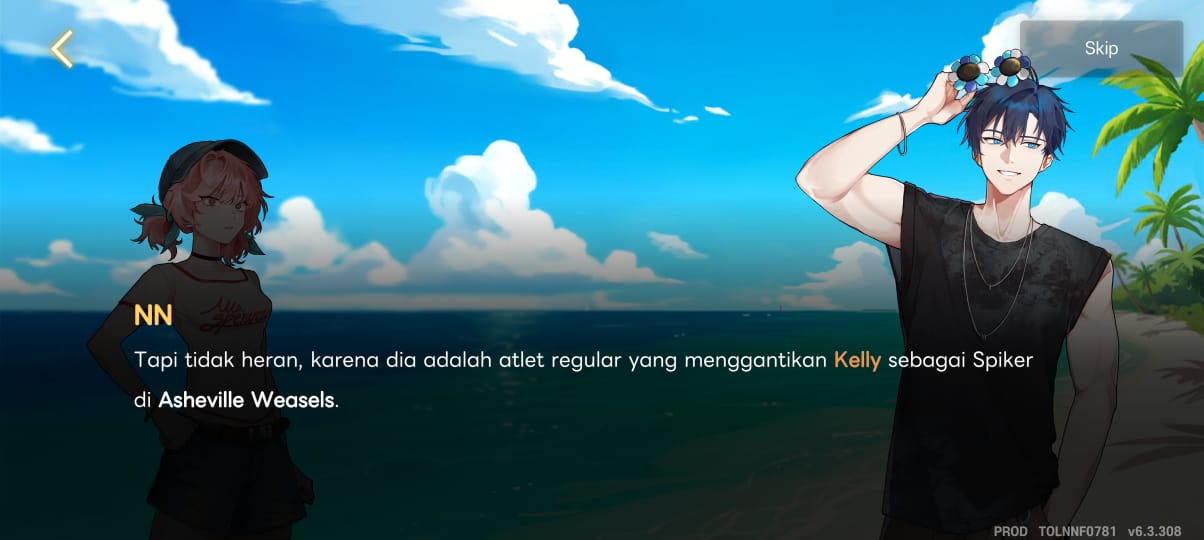 Skip
NN
Tapi tidak heran, karena dia adalah atlet regular yang menggantikan Kelly sebagai Spiker
di Asheville Weasels.
PROD TOLNNF0781 v6.3.308